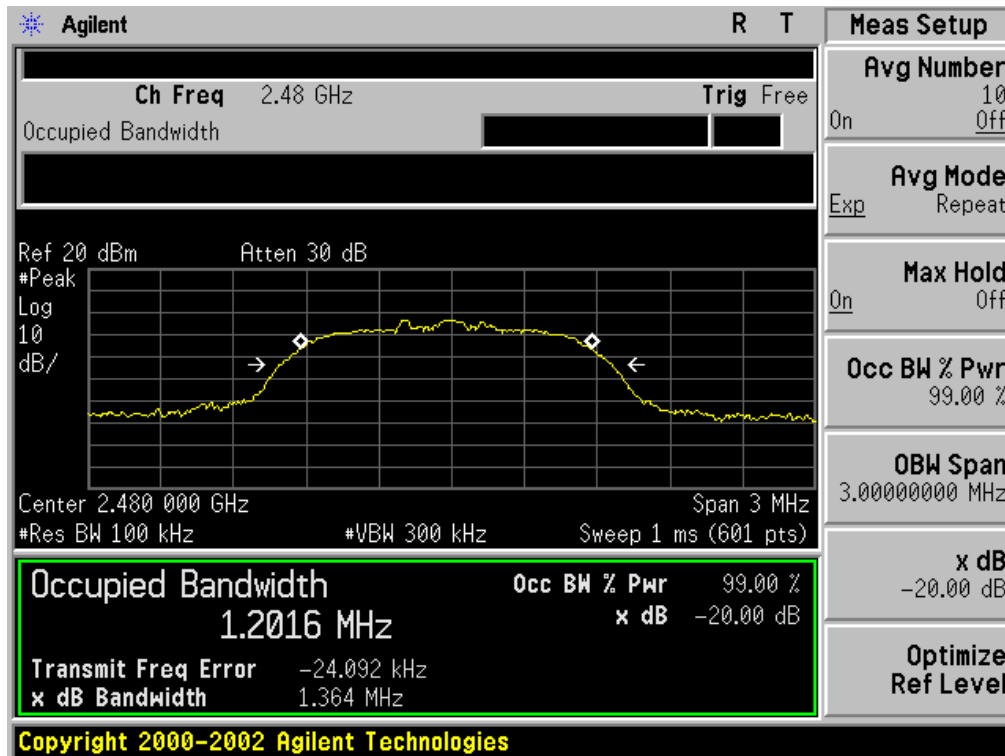 Agilent R T
Ch Freq 2.48 GHz Trig Free
Occupied Bandwidth
Ref 20 dBm Atten 30 dB
#Peak
Log
10
dB/
Center 2.480 000 GHz Span 3 MHz
#Res BW 100 kHz #VBW 300 kHz Sweep 1 ms (601 pts)
Occupied Bandwidth Occ BW % Pwr 99.00 %
1.2016 MHz x dB -20.00 dB
Transmit Freq Error -24.092 kHz
x dB Bandwidth 1.364 MHz
Copyright 2000-2002 Agilent Technologies
Meas Setup
Avg Number
10
On Off
Avg Mode
Exp Repeat
Max Hold
On Off
Occ BW % Pwr
99.00 %
OBW Span
3.00000000 MHz
x dB
-20.00 dB
Optimize
Ref Level